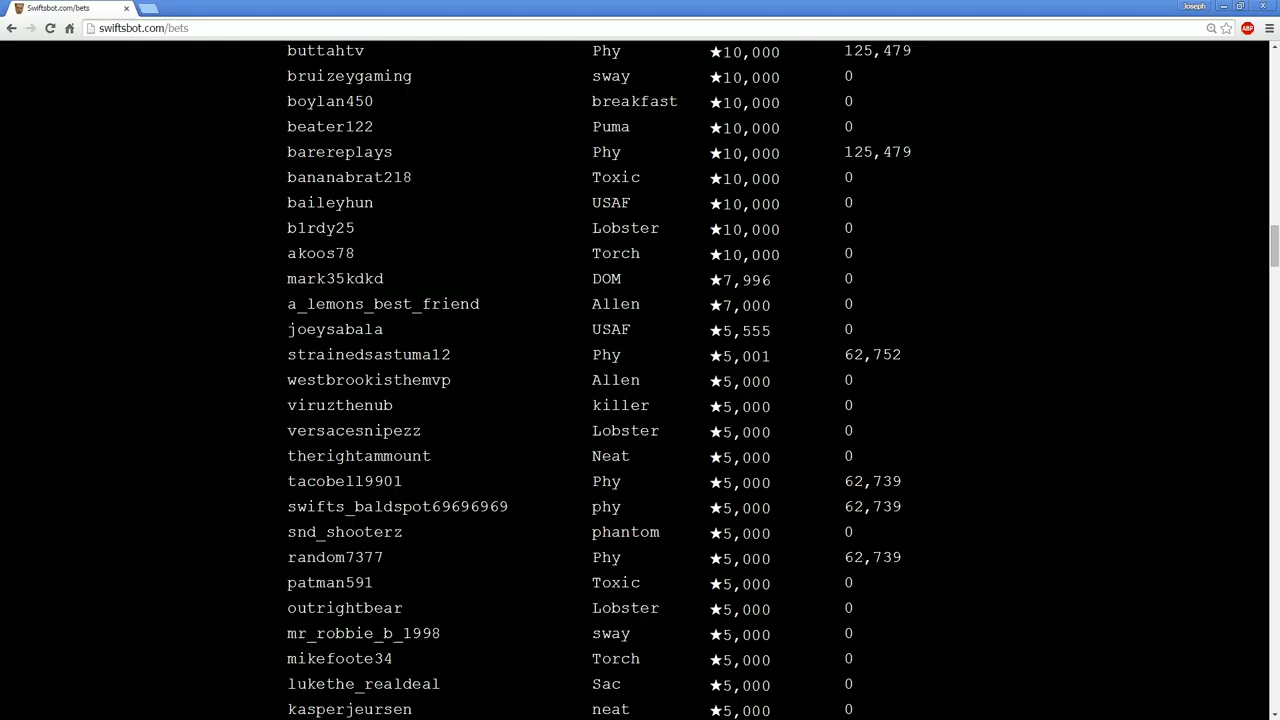 Swiftsbot.com/bets
Joseph
swiftsbot.com/bets
ABP
buttahtv Phy ★10,000 125,479
bruizeygaming sway ★10,000 0
boylan450 breakfast ★10,000 0
beater122 Puma ★10,000 0
barereplays Phy ★10,000 125,479
bananabrat218 Toxic ★10,000 0
baileyhun USAF ★10,000 0
b1rdy25 Lobster ★10,000 0
akoos78 Torch ★10,000 0
mark35kdkd DOM ★7,996 0
a_lemons_best_friend Allen ★7,000 0
joeysabala USAF ★5,555 0
strainedsastuma12 Phy ★5,001 62,752
westbrookisthemvp Allen ★5,000 0
viruzthenub killer ★5,000 0
versacesnipezz Lobster ★5,000 0
therightammount Neat ★5,000 0
tacobell9901 Phy ★5,000 62,739
swifts_baldspot69696969 phy ★5,000 62,739
snd_shooterz phantom ★5,000 0
random7377 Phy ★5,000 62,739
patman591 Toxic ★5,000 0
outrightbear Lobster ★5,000 0
mr_robbie_b_1998 sway ★5,000 0
mikefoote34 Torch ★5,000 0
lukethe_realdeal Sac ★5,000 0
kasperjeursen neat ★5,000 0